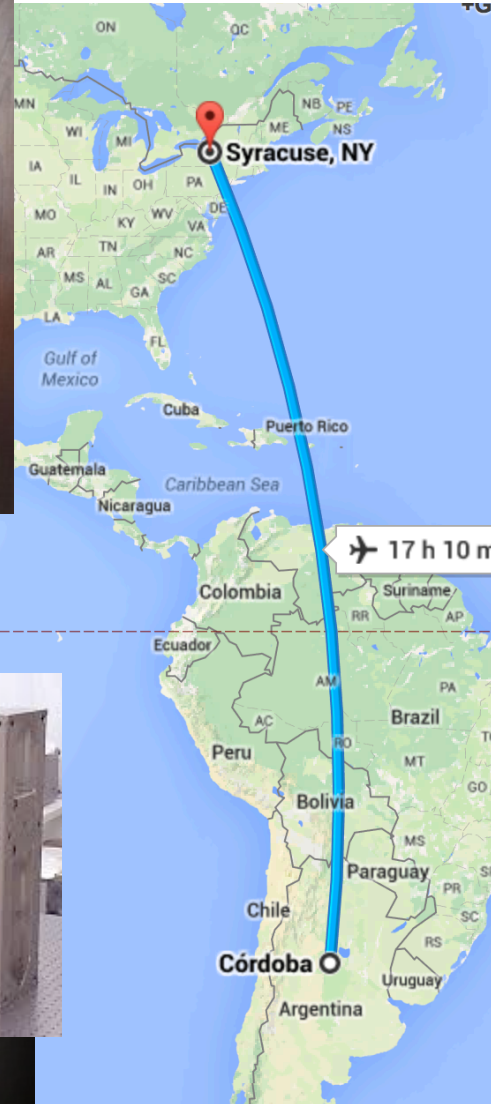 +G
ON
QC
MN
NB
PE
WI
ME
NS
MI
Syracuse, NY
IA
IL
IN
OH
PA
MO
WV
DE
KY
VA
TN
NC
AR
SC
MS
AL
GA
LA
FL
Gulf of
Mexico
Cuba
Puerto Rico
Guatemala
Caribbean Sea
Nicaragua
17 h 10 m
Colombia
Suriname
RR
AP
Ecuador
AM
PA
AC
Brazil
RO
Peru
MT
GO
Bolivia
MS
Paraguay
PR
Chile
SC
RS
Córdoba
Uruguay
Argentina